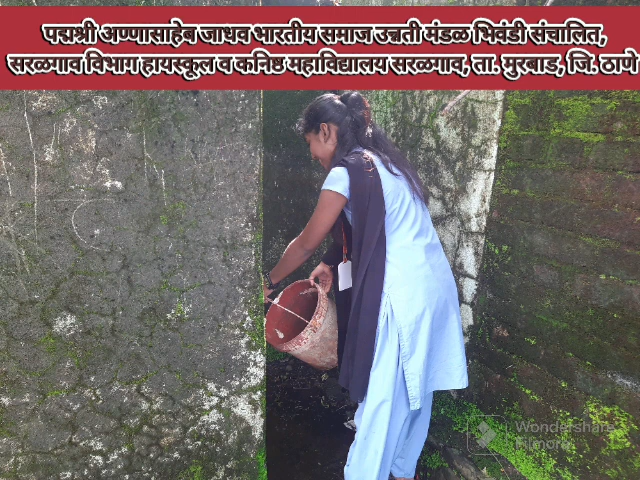 पद्मश्री अण्णासाहेब जाधव भारतीय समाज उन्नती मंडळ भिवंडी संचालित,
सरळगाव विभाग हायस्कूल व कनिष्ठ महाविद्यालय सरळगाव, ता. मुरबाड, जि. ठाणे
Wondershare
Filmora